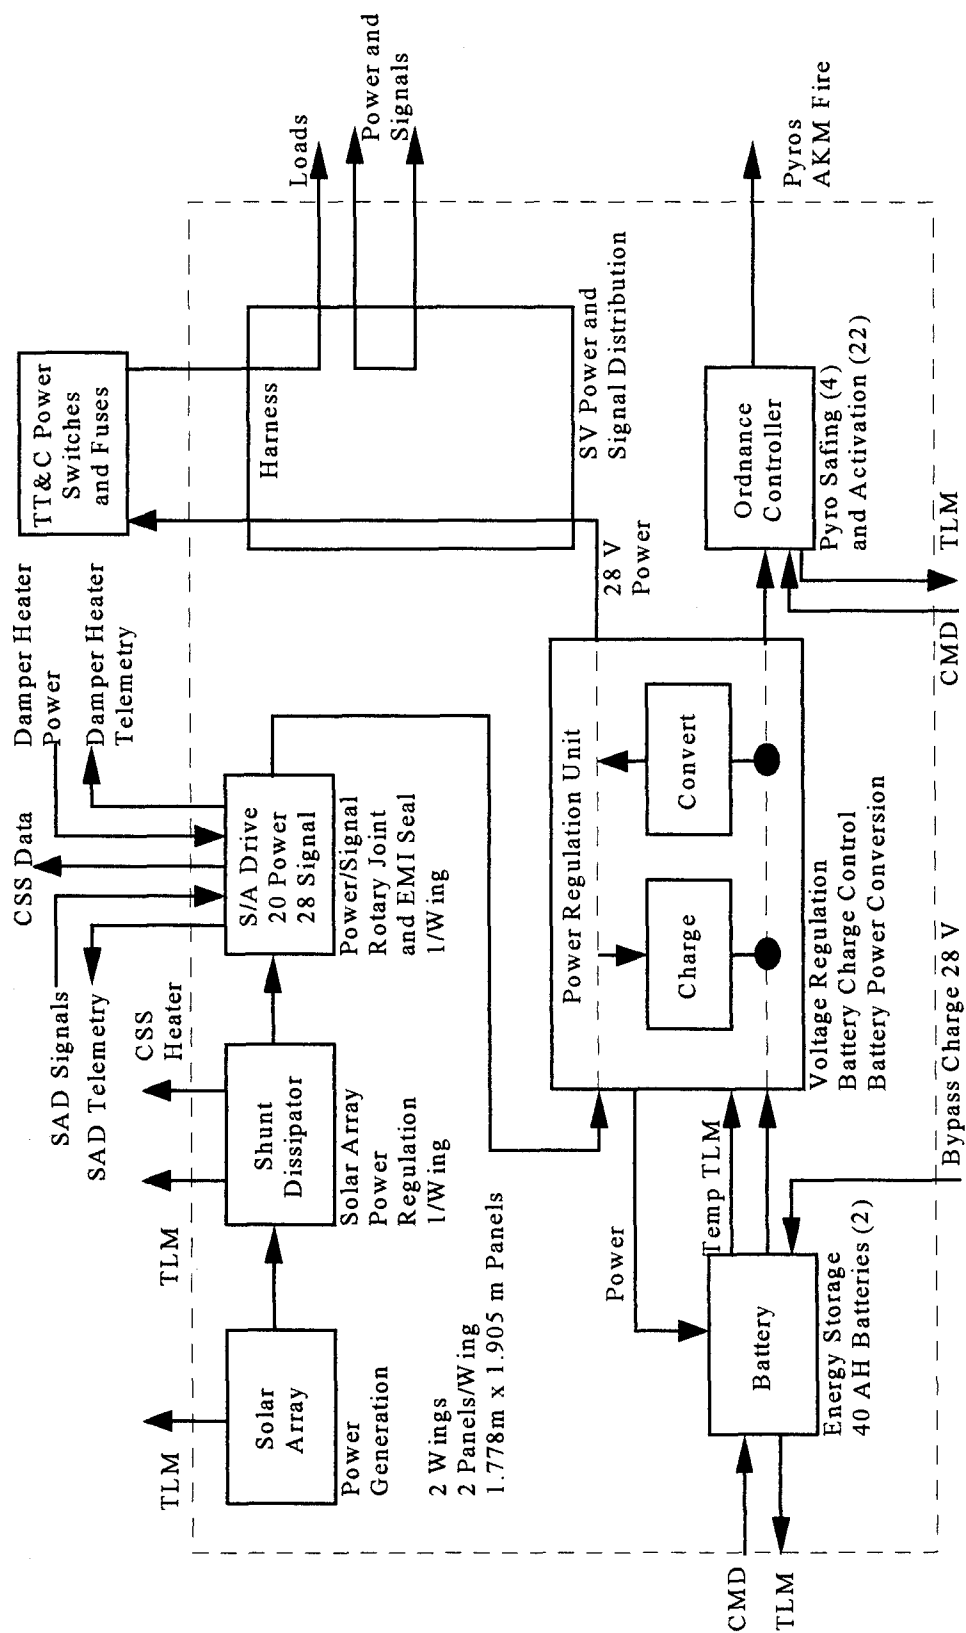 TLM
Solar
Array
Power
Generation
2 Wings
2 Panels/Wing
1.778m x 1.905 m Panels
TLM
CSS
Heater
Shunt
Dissipator
Solar Array
Power
Regulation
1/Wing
SAD Signals
SAD Telemetry
CSS Data
Damper Heater
Power
Damper Heater
Telemetry
S/A Drive
20 Power
28 Signal
Power/Signal
Rotary Joint
and EMI Seal
1/Wing
TT&C Power
Switches
and Fuses
Harness
SV Power and
Signal Distribution
Loads
Power and
Signals
28 V
Power
CMD
TLM
Battery
Energy Storage
40 AH Batteries (2)
Power
Temp TLM
Bypass Charge 28 V
Power Regulation Unit
Charge
Convert
Voltage Regulation
Battery Charge Control
Battery Power Conversion
Ordnance
Controller
Pyro Safing (4)
and Activation (22)
CMD
TLM
Pyros
AKM Fire